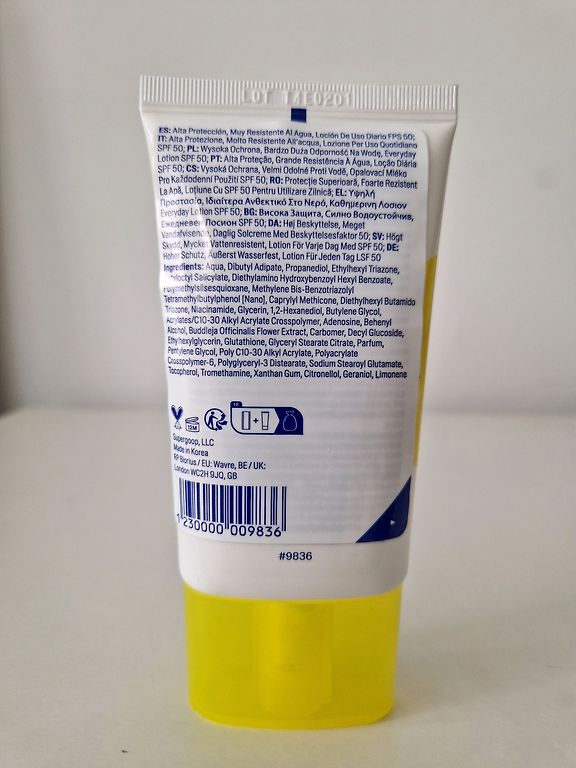 LOT 14E0201
ES: Alta Protección, Muy Resistente Al Agua, Loción De Uso Diario FPS 50;
IT: Alta Protezione, Molto Resistente All'acqua, Lozione Per Uso Quotidiano
SPF 50; PL: Wysoka Ochrona, Bardzo Duża Odporność Na Wodę, Everyday
Lotion SPF 50; PT: Alta Proteção, Grande Resistência À Água, Loção Diária
SPF 50; CS: Vysoká Ochrana, Velmi Odolné Proti Vodě, Opalovací Mléko
Pro Každodenní Použití SPF 50; RO: Protecție Superioară, Foarte Rezistent
La Apă, Loțiune Cu SPF 50 Pentru Utilizare Zilnică; EL: Υψηλή
Προστασία, Ιδιαίτερα Ανθεκτικό Στο Νερό, Καθημερινη Λοσιον
Everyday Lotion SPF 50; BG: Висока Защита, Силно Водоустойчив,
Ежедневен Лосион SPF 50; DA: Høj Beskyttelse, Meget
Vandafvisende, Daglig Solcreme Med Beskyttelsesfaktor 50; SV: Högt
Skydd, Mycket Vattenresistent, Lotion För Varje Dag Med SPF 50; DE:
Hoher Schutz, Äußerst Wasserfest, Lotion Für Jeden Tag LSF 50
Ingredients: Aqua, Dibutyl Adipate, Propanediol, Ethylhexyl Triazone,
Ethylhexyl Salicylate, Diethylamino Hydroxybenzoyl Hexyl Benzoate,
Polymethylsilsesquioxane, Methylene Bis-Benzotriazolyl
Tetramethylbutylphenol [Nano], Caprylyl Methicone, Diethylhexyl Butamido
Triazone, Niacinamide, Glycerin, 1,2-Hexanediol, Butylene Glycol,
Acrylates/C10-30 Alkyl Acrylate Crosspolymer, Adenosine, Behenyl
Alcohol, Buddleja Officinalis Flower Extract, Carbomer, Decyl Glucoside,
Ethylhexylglycerin, Glutathione, Glyceryl Stearate Citrate, Parfum,
Pentylene Glycol, Poly C10-30 Alkyl Acrylate, Polyacrylate
Crosspolymer-6, Polyglyceryl-3 Distearate, Sodium Stearoyl Glutamate,
Tocopherol, Tromethamine, Xanthan Gum, Citronellol, Geraniol, Limonene
12M
FR
Supergoop, LLC
Made in Korea
RP Biorius / EU: Wavre, BE / UK:
London WC2H 9JQ, GB
1 230000 009836
#9836